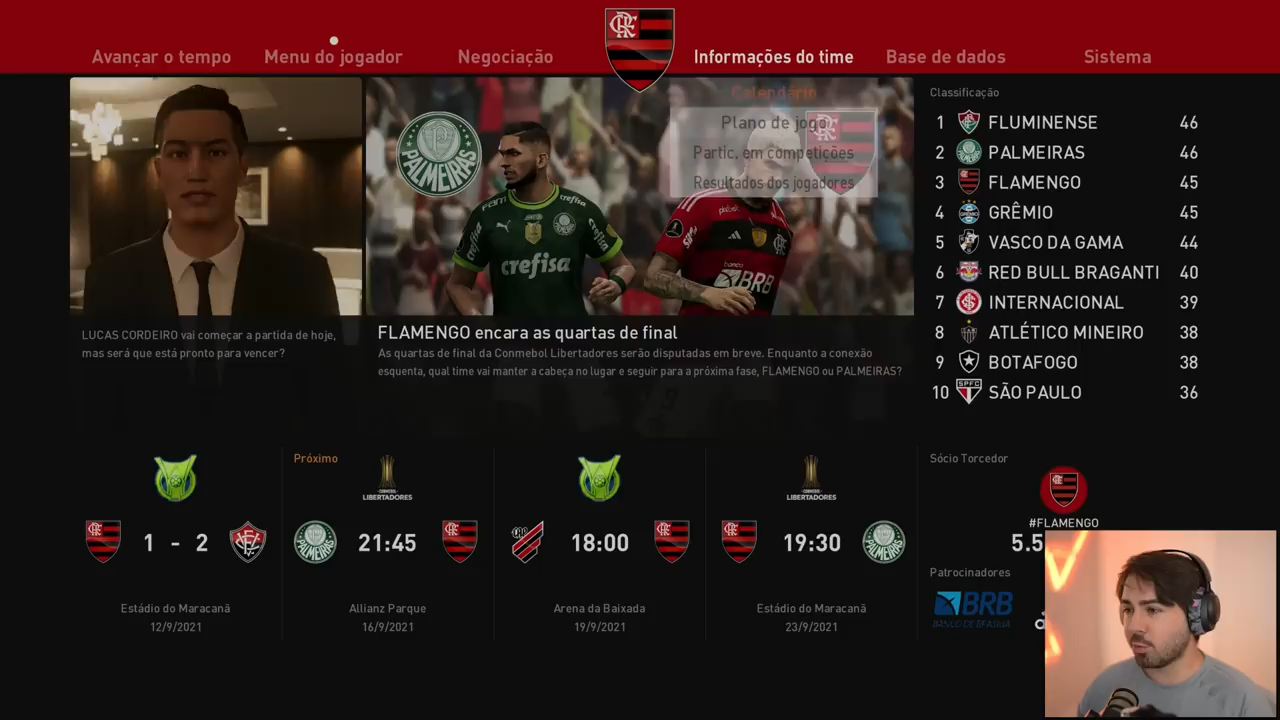 Avançar o tempo
Menu do jogador
Negociação
Informações do time
Base de dados
Sistema
Calendário
Plano de jogo
Partic. em competições
Resultados dos jogadores
PALMEIRAS
crefisa
BRB
LUCAS CORDEIRO vai começar a partida de hoje,
mas será que está pronto para vencer?
FLAMENGO encara as quartas de final
As quartas de final da Conmebol Libertadores serão disputadas em breve. Enquanto a conexão
esquenta, qual time vai manter a cabeça no lugar e seguir para a próxima fase, FLAMENGO ou PALMEIRAS?
Classificação
1 FLUMINENSE 46
2 PALMEIRAS 46
3 FLAMENGO 45
4 GRÊMIO 45
5 VASCO DA GAMA 44
6 RED BULL BRAGANTI 40
7 INTERNACIONAL 39
8 ATLÉTICO MINEIRO 38
9 BOTAFOGO 38
10 SÃO PAULO 36
1 - 2
Estádio do Maracanã
12/9/2021
Próximo
LIBERTADORES
21:45
Allianz Parque
16/9/2021
18:00
Arena da Baixada
19/9/2021
LIBERTADORES
19:30
Estádio do Maracanã
23/9/2021
Sócio Torcedor
#FLAMENGO
5.5
Patrocinadores
BRB
BANCO DE BRASÍLIA